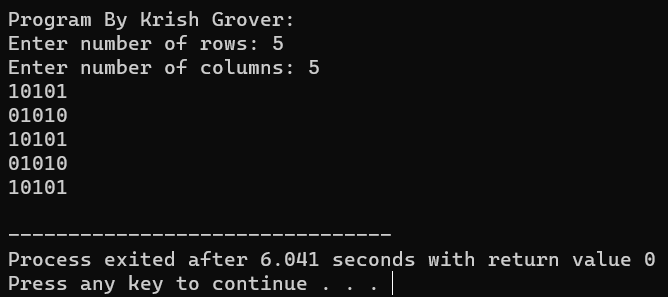 Program By Krish Grover:
Enter number of rows: 5
Enter number of columns: 5
10101
01010
10101
01010
10101
--------------------------------
Process exited after 6.041 seconds with return value 0
Press any key to continue . . .